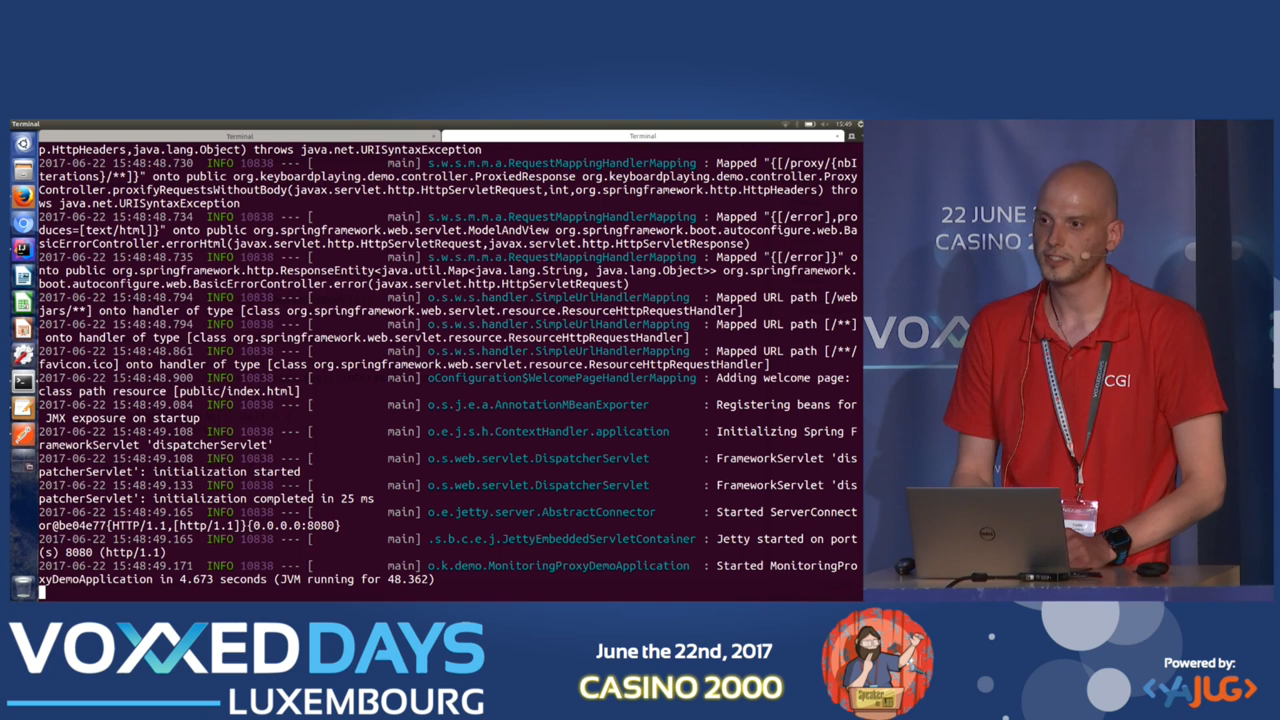 Terminal
15:49
Terminal
Terminal
p.HttpHeaders,java.lang.Object) throws java.net.URISyntaxException
2017-06-22 15:48:48.730 INFO 10838 --- [ main] s.w.s.m.m.a.RequestMappingHandlerMapping : Mapped "{[/proxy/{nbI
terations}/**]}" onto public org.keyboardplaying.demo.controller.ProxiedResponse org.keyboardplaying.demo.controller.Proxy
Controller.proxifyRequestsWithoutBody(javax.servlet.http.HttpServletRequest,int,org.springframework.http.HttpHeaders) thro
ws java.net.URISyntaxException
2017-06-22 15:48:48.734 INFO 10838 --- [ main] s.w.s.m.m.a.RequestMappingHandlerMapping : Mapped "{[/error],pro
duces=[text/html]}" onto public org.springframework.web.servlet.ModelAndView org.springframework.boot.autoconfigure.web.Ba
sicErrorController.errorHtml(javax.servlet.http.HttpServletRequest,javax.servlet.http.HttpServletResponse)
2017-06-22 15:48:48.735 INFO 10838 --- [ main] s.w.s.m.m.a.RequestMappingHandlerMapping : Mapped "{[/error]}" o
nto public org.springframework.http.ResponseEntity<java.util.Map<java.lang.String, java.lang.Object>> org.springframework.
boot.autoconfigure.web.BasicErrorController.error(javax.servlet.http.HttpServletRequest)
2017-06-22 15:48:48.794 INFO 10838 --- [ main] o.s.w.s.handler.SimpleUrlHandlerMapping : Mapped URL path [/web
jars/**] onto handler of type [class org.springframework.web.servlet.resource.ResourceHttpRequestHandler]
2017-06-22 15:48:48.794 INFO 10838 --- [ main] o.s.w.s.handler.SimpleUrlHandlerMapping : Mapped URL path [/**]
onto handler of type [class org.springframework.web.servlet.resource.ResourceHttpRequestHandler]
2017-06-22 15:48:48.861 INFO 10838 --- [ main] o.s.w.s.handler.SimpleUrlHandlerMapping : Mapped URL path [/**/
favicon.ico] onto handler of type [class org.springframework.web.servlet.resource.ResourceHttpRequestHandler]
2017-06-22 15:48:48.900 INFO 10838 --- [ main] oConfiguration$WelcomePageHandlerMapping : Adding welcome page:
class path resource [public/index.html]
2017-06-22 15:48:49.084 INFO 10838 --- [ main] o.s.j.e.a.AnnotationMBeanExporter : Registering beans for
JMX exposure on startup
2017-06-22 15:48:49.108 INFO 10838 --- [ main] o.e.j.s.h.ContextHandler.application : Initializing Spring F
rameworkServlet 'dispatcherServlet'
2017-06-22 15:48:49.108 INFO 10838 --- [ main] o.s.web.servlet.DispatcherServlet : FrameworkServlet 'dis
patcherServlet': initialization started
2017-06-22 15:48:49.133 INFO 10838 --- [ main] o.s.web.servlet.DispatcherServlet : FrameworkServlet 'dis
patcherServlet': initialization completed in 25 ms
2017-06-22 15:48:49.165 INFO 10838 --- [ main] o.e.jetty.server.AbstractConnector : Started ServerConnect
or@be04e77{HTTP/1.1,[http/1.1]}{0.0.0.0:8080}
2017-06-22 15:48:49.165 INFO 10838 --- [ main] .s.b.c.e.j.JettyEmbeddedServletContainer : Jetty started on port
(s) 8080 (http/1.1)
2017-06-22 15:48:49.171 INFO 10838 --- [ main] o.k.demo.MonitoringProxyDemoApplication : Started MonitoringPro
xyDemoApplication in 4.673 seconds (JVM running for 48.362)
22 JUNE
CASINO 2
VOXX
CGI
DELL
VOXXED DAYS
LUXEMBOURG
June the 22nd, 2017
CASINO 2000
Speaker
Powered by:
<YAJUG>